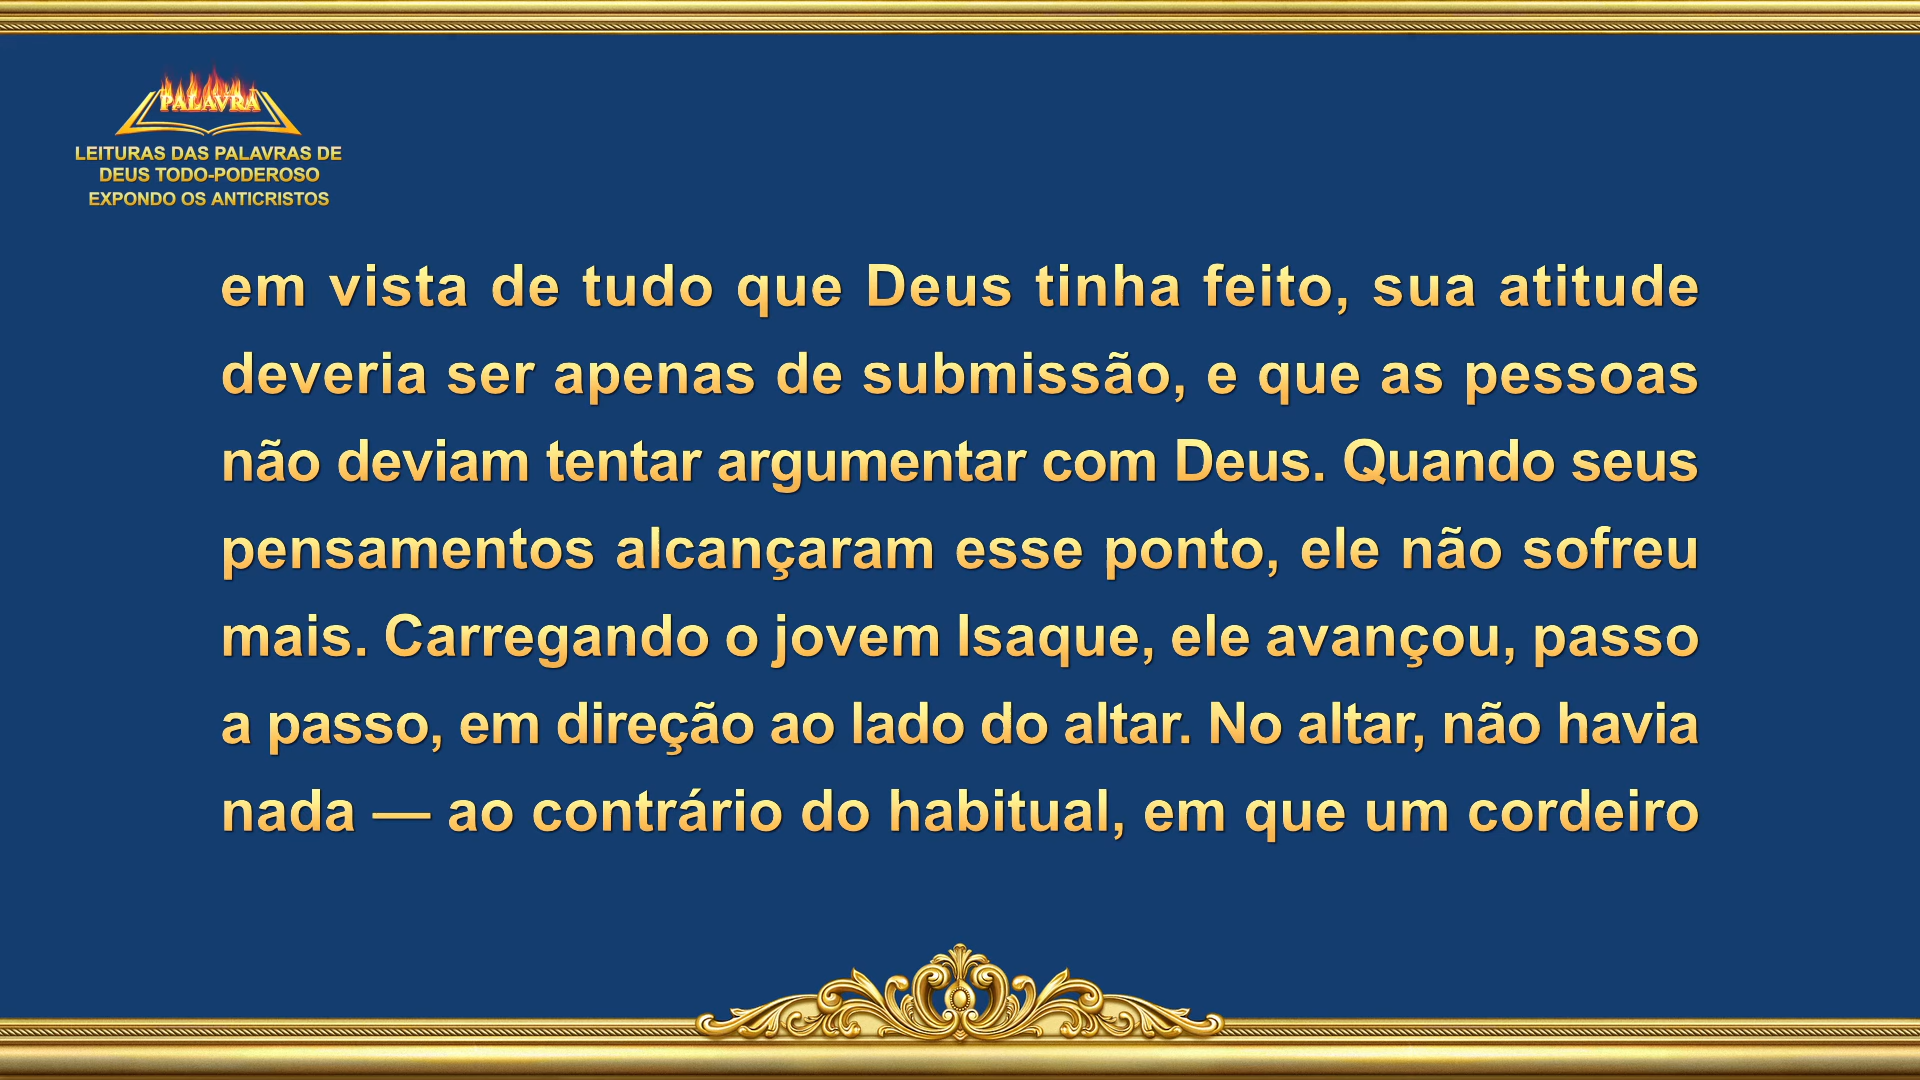 PALAVRA
LEITURAS DAS PALAVRAS DE
DEUS TODO-PODEROSO
EXPONDO OS ANTICRISTOS
em vista de tudo que Deus tinha feito, sua atitude
deveria ser apenas de submissão, e que as pessoas
não deviam tentar argumentar com Deus. Quando seus
pensamentos alcançaram esse ponto, ele não sofreu
mais. Carregando o jovem Isaque, ele avançou, passo
a passo, em direção ao lado do altar. No altar, não havia
nada — ao contrário do habitual, em que um cordeiro